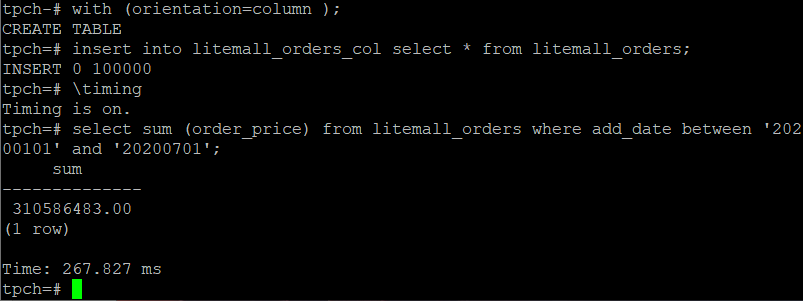 tpch-# with (orientation=column );
CREATE TABLE
tpch=# insert into litemall_orders_col select * from litemall_orders;
INSERT 0 100000
tpch=# \timing
Timing is on.
tpch=# select sum (order_price) from litemall_orders where add_date between '202
00101' and '20200701';
     sum
--------------
 310586483.00
(1 row)

Time: 267.827 ms
tpch=#